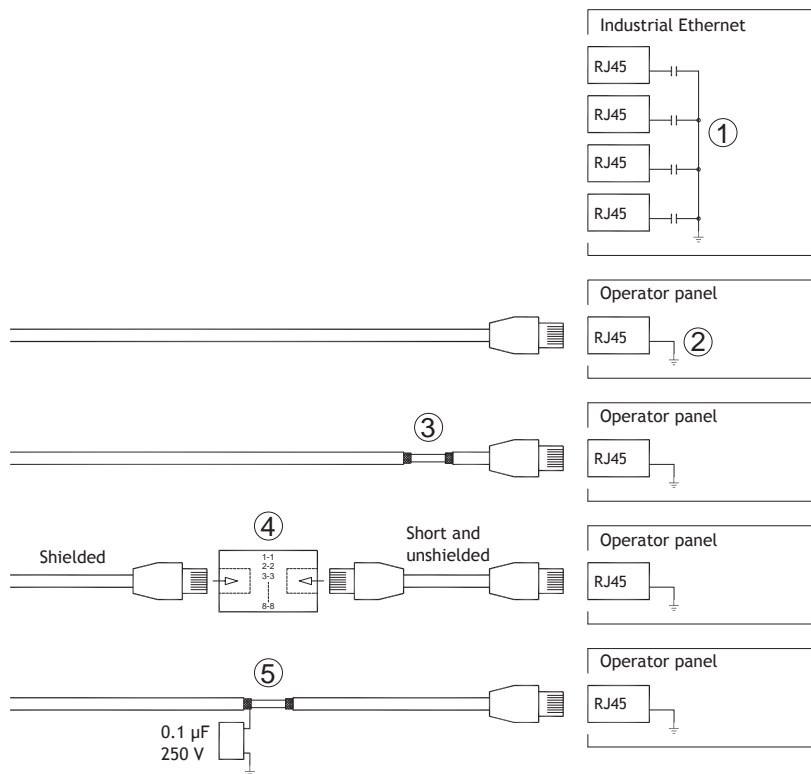 Industrial Ethernet
RJ45
RJ45
1
RJ45
RJ45
Operator panel
RJ45
2
Operator panel
3
RJ45
Operator panel
4
Shielded
1-1
2-2
3-3
8-8
Short and
unshielded
RJ45
Operator panel
5
RJ45
0.1 µF
250 V